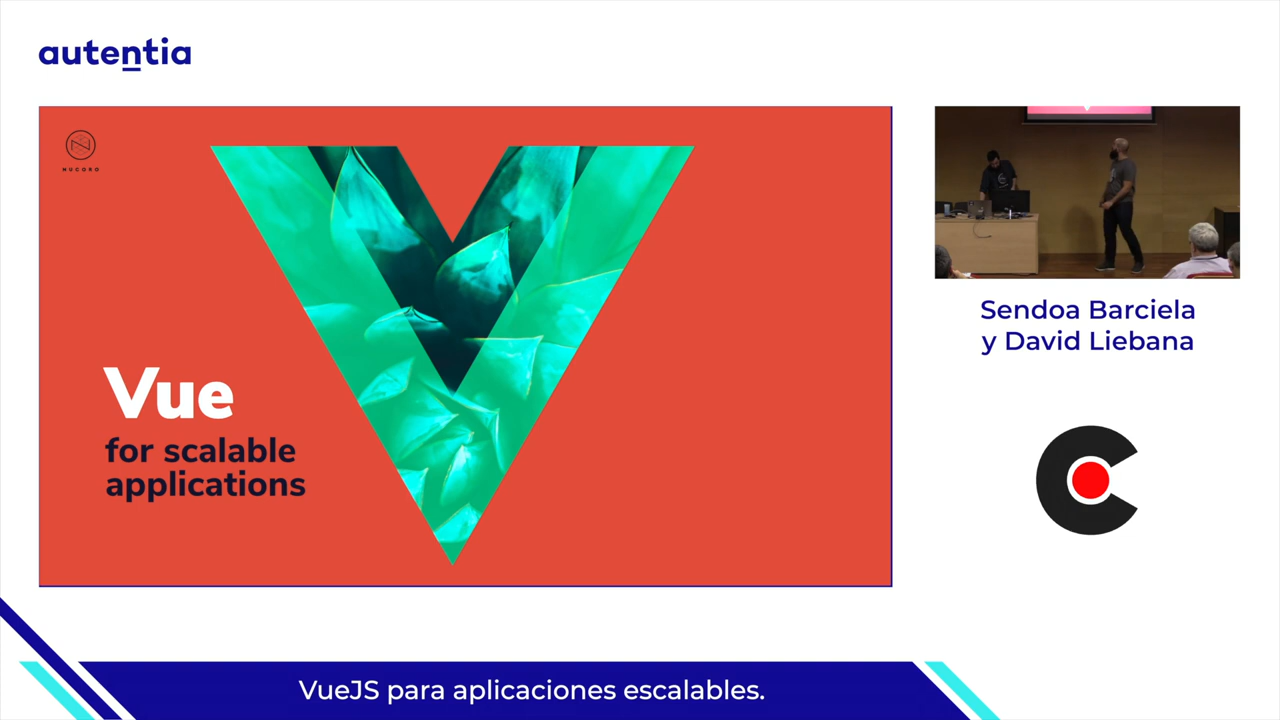 autentia
NUCORO
Vue
for scalable
applications
Sendoa Barciela
y David Liebana
VueJS para aplicaciones escalables.